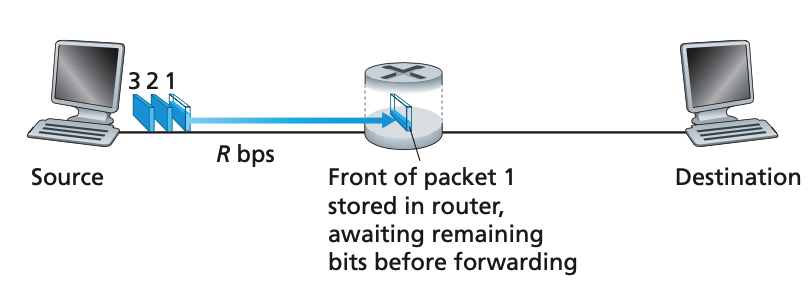 3 2 1
R bps
Source
Front of packet 1
stored in router,
awaiting remaining
bits before forwarding
Destination